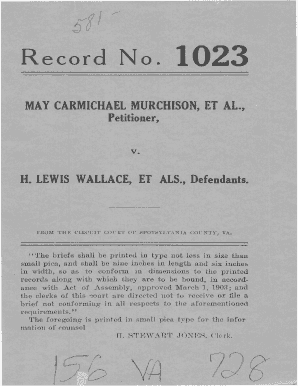 581-
Record No. 1023
MAY CARMICHAEL MURCHISON, ET AL.,
Petitioner,
v.
H. LEWIS WALLACE, ET ALS., Defendants.
FROM THE CIRCUIT COURT OF SPOTSYLVANIA COUNTY, VA.
"The briefs shall be printed in type not less in size than
small pica, and shall be nine inches in length and six inches
in width, so as to conform in dimensions to the printed
records along with which they are to be bound, in accord-
ance with Act of Assembly, approved March 1, 1903; and
the clerks of this court are directed not to receive or file a
brief not conforming in all respects to the aforementioned
requirements."
The foregoing is printed in small pica type for the infor-
mation of counsel
H. STEWART JONES, Clerk.
156 VA 728